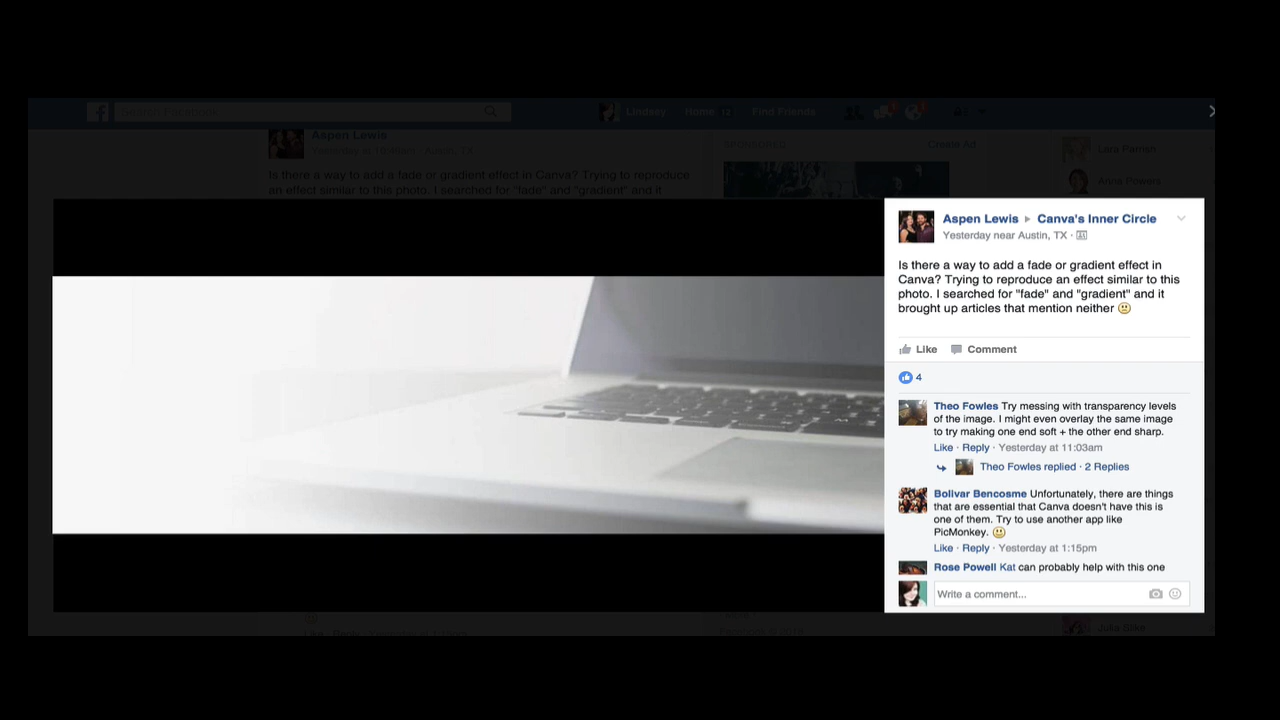 Search Facebook
Lindsey
Home 12
Find Friends
Aspen Lewis
Is there a way to add a fade or gradient effect in Canva? Trying to reproduce
an effect similar to this photo. I searched for "fade" and "gradient" and it
SPONSORED
Create Ad
Lara Parrish
Anne Powers
Aspen Lewis ▸ Canva's Inner Circle
Yesterday near Austin, TX ·
Is there a way to add a fade or gradient effect in
Canva? Trying to reproduce an effect similar to this
photo. I searched for "fade" and "gradient" and it
brought up articles that mention neither 🙁
Like Comment
4
Theo Fowles Try messing with transparency levels
of the image. I might even overlay the same image
to try making one end soft + the other end sharp.
Like · Reply · Yesterday at 11:03am
Theo Fowles replied · 2 Replies
Bolivar Bencosme Unfortunately, there are things
that are essential that Canva doesn't have this is
one of them. Try to use another app like
PicMonkey. 🙂
Like · Reply · Yesterday at 1:15pm
Rose Powell Kat can probably help with this one
Write a comment...
Julia Silke